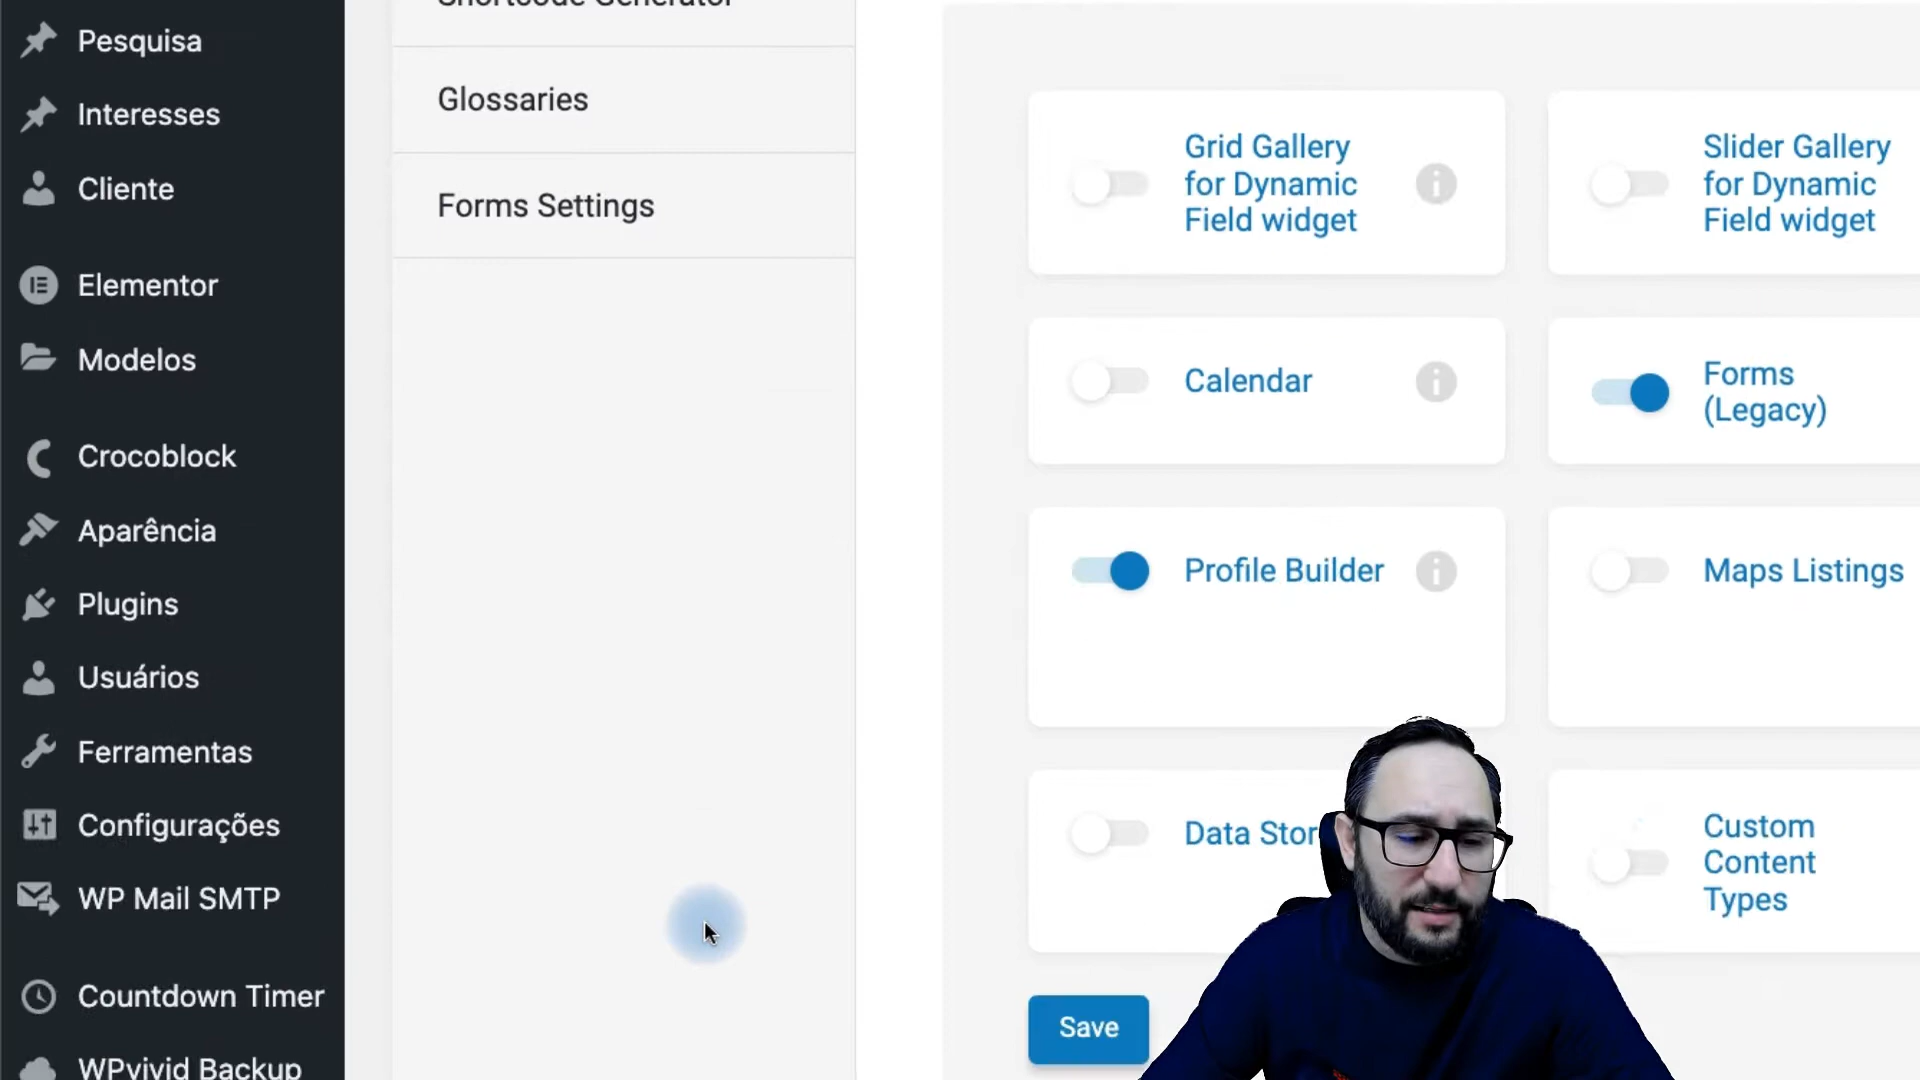 Pesquisa
Interesses
Cliente
Elementor
Modelos
Crocoblock
Aparência
Plugins
Usuários
Ferramentas
Configurações
WP Mail SMTP
Countdown Timer
WPvivid Backup
Shortcode Generator
Glossaries
Forms Settings
Grid Gallery
for Dynamic
Field widget
Slider Gallery
for Dynamic
Field widget
Calendar
Forms
(Legacy)
Profile Builder
Maps Listings
Data Stor
Custom
Content
Types
Save